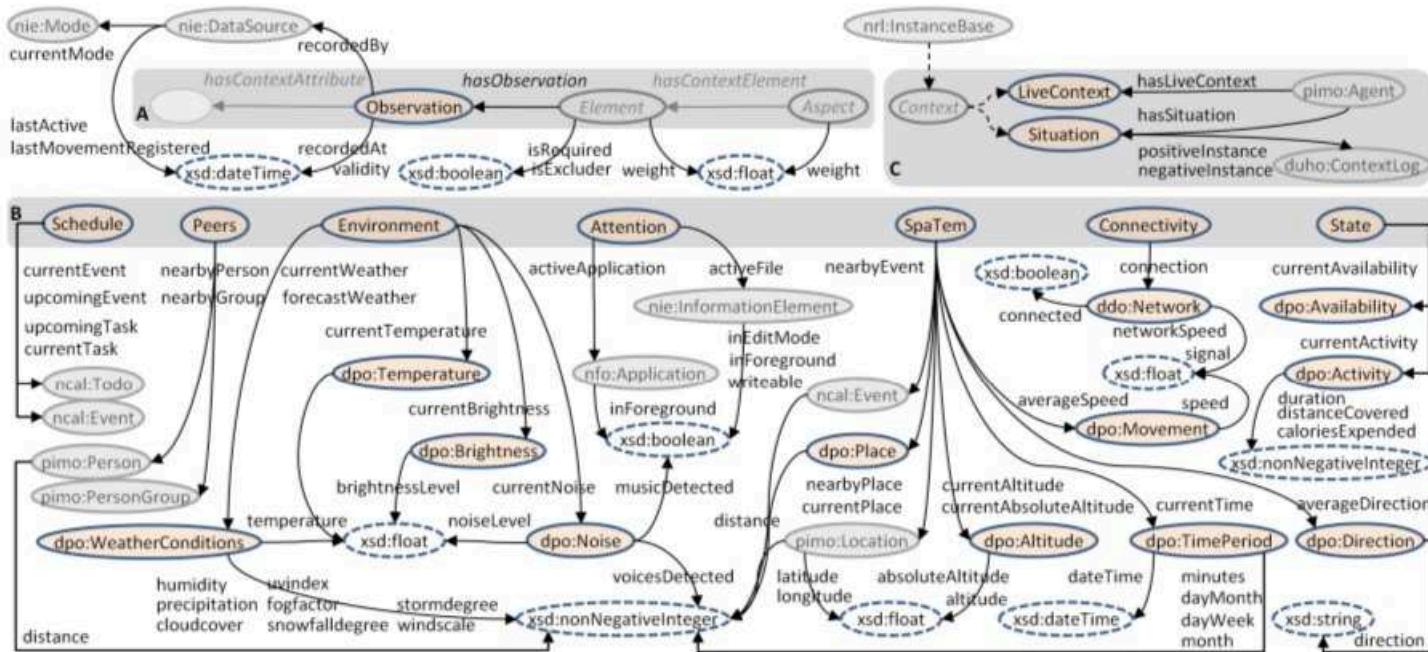 nie:Mode
nie:DataSource
nrl:InstanceBase
currentMode
recordedBy
hasContextAttribute
hasObservation
hasContextElement
hasLiveContext
A
Observation
Element
Aspect
Context
LiveContext
pimo:Agent
hasSituation
Situation
lastActive
lastMovementRegistered
recordedAt
validity
isRequired
isExcluder
weight
weight
positiveInstance
negativeInstance
C
duho:ContextLog
xsd:dateTime
xsd:boolean
xsd:float
B
Schedule
Peers
Environment
Attention
SpaTem
Connectivity
State
currentEvent
upcomingEvent
upcomingTask
currentTask
nearbyPerson
nearbyGroup
currentWeather
forecastWeather
activeApplication
activeFile
nearbyEvent
xsd:boolean
connection
currentAvailability
nie:InformationElement
connected
ddo:Network
dpo:Availability
currentTemperature
inEditMode
inForeground
writeable
networkSpeed
signal
currentActivity
ncal:Todo
dpo:Temperature
nfo:Application
xsd:float
dpo:Activity
ncal:Event
currentBrightness
inForeground
ncal:Event
averageSpeed
speed
duration
distanceCovered
caloriesExpended
dpo:Movement
xsd:boolean
pimo:Person
dpo:Brightness
dpo:Place
xsd:nonNegativeInteger
pimo:PersonGroup
brightnessLevel
currentNoise
musicDetected
nearbyPlace
currentPlace
currentAltitude
currentAbsoluteAltitude
currentTime
averageDirection
temperature
noiseLevel
distance
dpo:WeatherConditions
xsd:float
dpo:Noise
pimo:Location
dpo:Altitude
dpo:TimePeriod
dpo:Direction
humidity
precipitation
cloudcover
uvindex
fogfactor
snowfalldegree
stormdegree
windscale
voicesDetected
latitude
longitude
absoluteAltitude
altitude
dateTime
minutes
dayMonth
dayWeek
month
xsd:nonNegativeInteger
xsd:float
xsd:dateTime
xsd:string
distance
direction